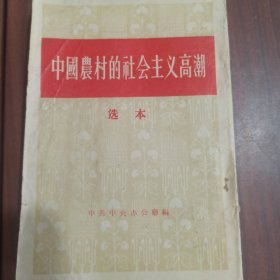 中國農村的社会主义高潮
选本
中共中央办公廳編